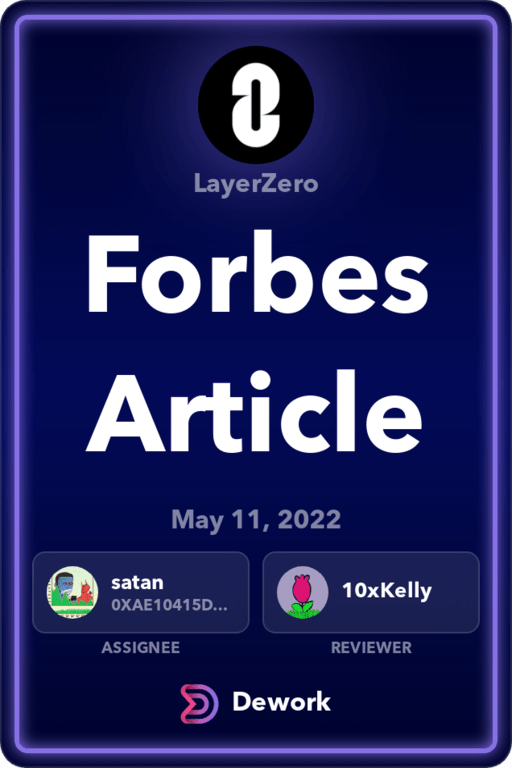 LayerZero
Forbes
Article
May 11, 2022
satan
0XAE10415D...
10xKelly
ASSIGNEE
REVIEWER
Dework